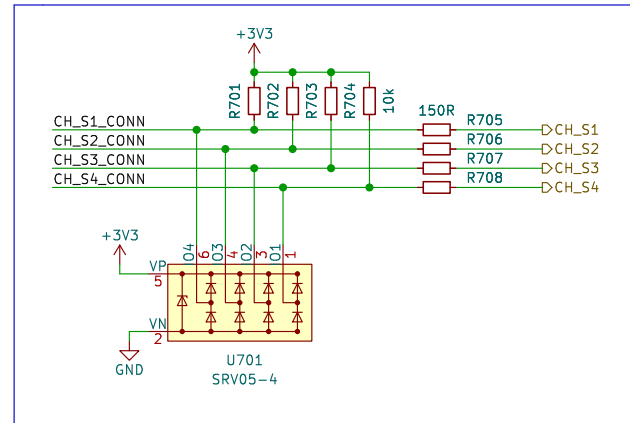 +3V3
R701
R702
R703
R704
10k
150R
CH_S1_CONN
R705
CH_S1
CH_S2_CONN
R706
CH_S2
CH_S3_CONN
R707
CH_S3
CH_S4_CONN
R708
CH_S4
+3V3
IO4
6
IO3
4
IO2
3
IO1
1
VP
5
VN
2
GND
U701
SRV05-4